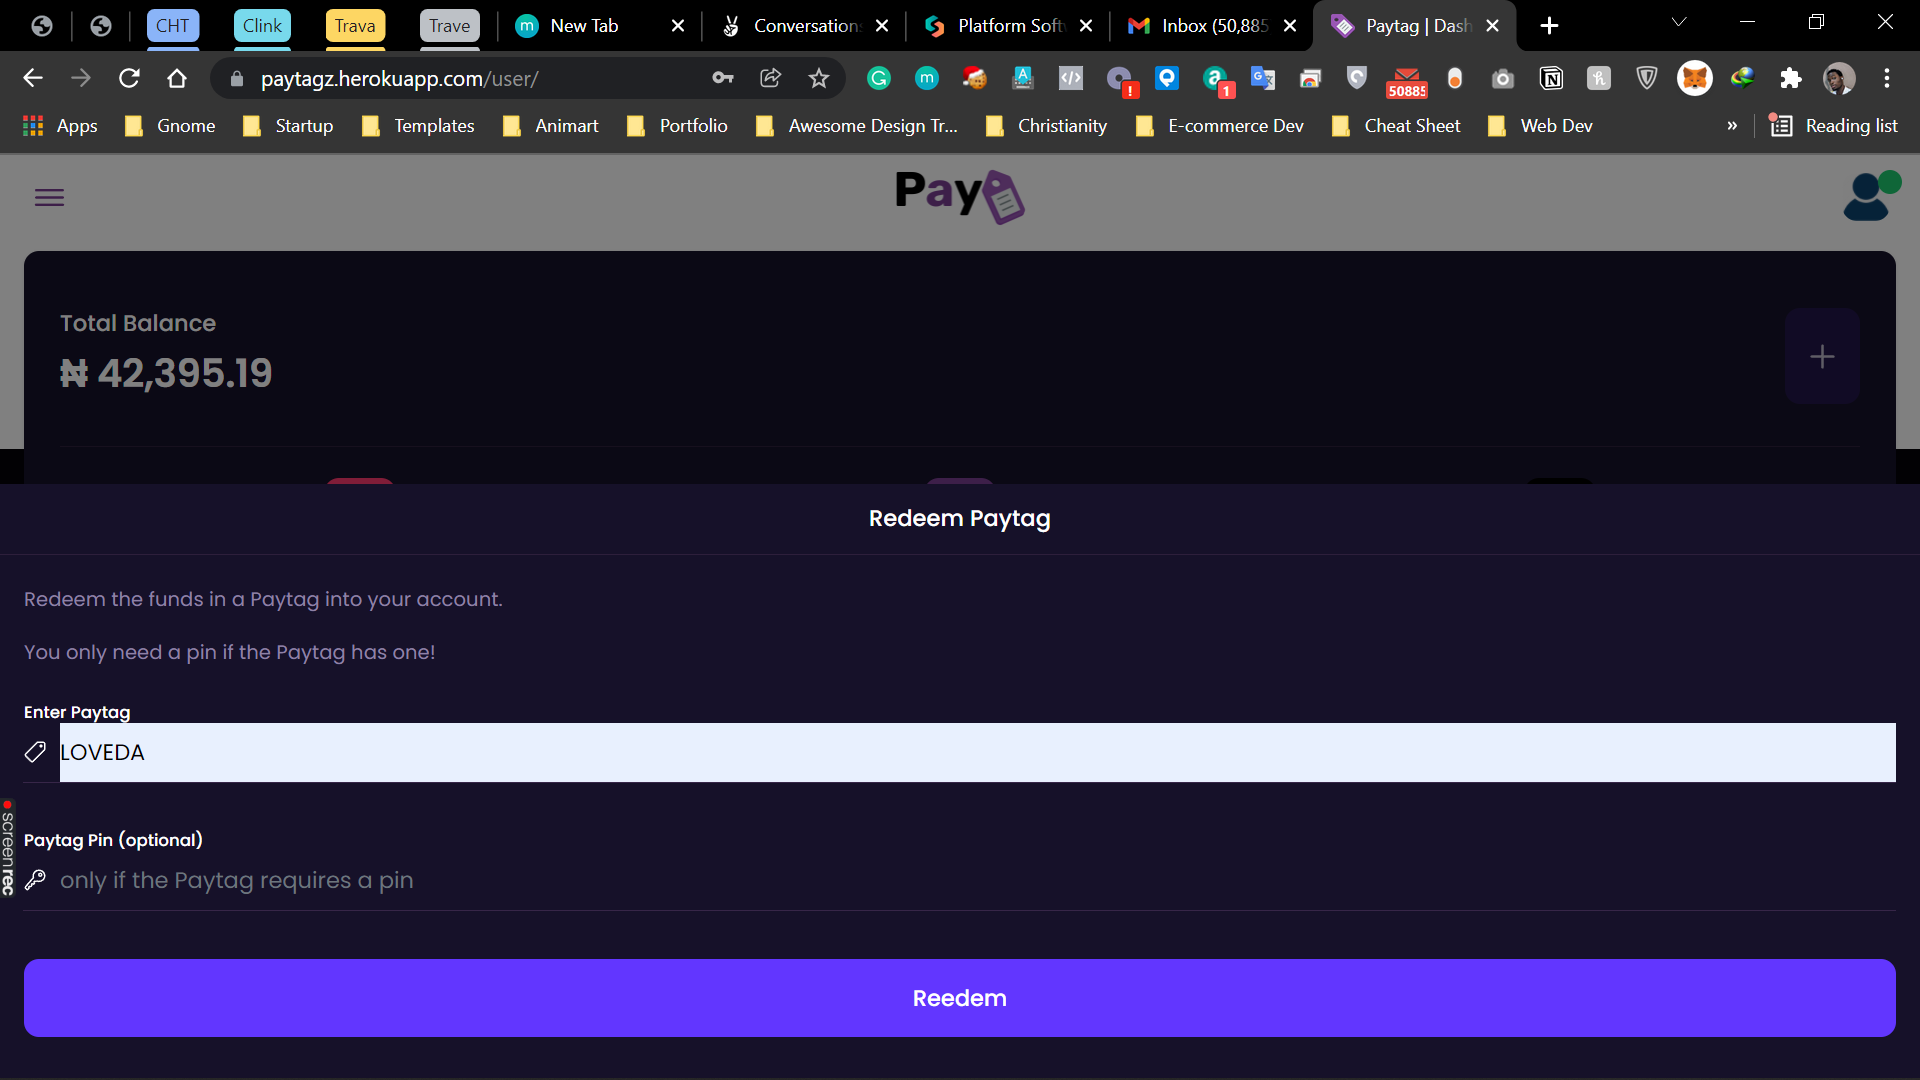 CHT
Clink
Trava
Trave
New Tab
Conversations
Platform Softw
Inbox (50,885
Paytag | Dash
paytagz.herokuapp.com/user/
1
50885
Apps
Gnome
Startup
Templates
Animart
Portfolio
Awesome Design Tr...
Christianity
E-commerce Dev
Cheat Sheet
Web Dev
»
Reading list
Pay
Total Balance
₦ 42,395.19
Redeem Paytag
Redeem the funds in a Paytag into your account.
You only need a pin if the Paytag has one!
Enter Paytag
LOVEDA
screenrec
Paytag Pin (optional)
only if the Paytag requires a pin
Reedem